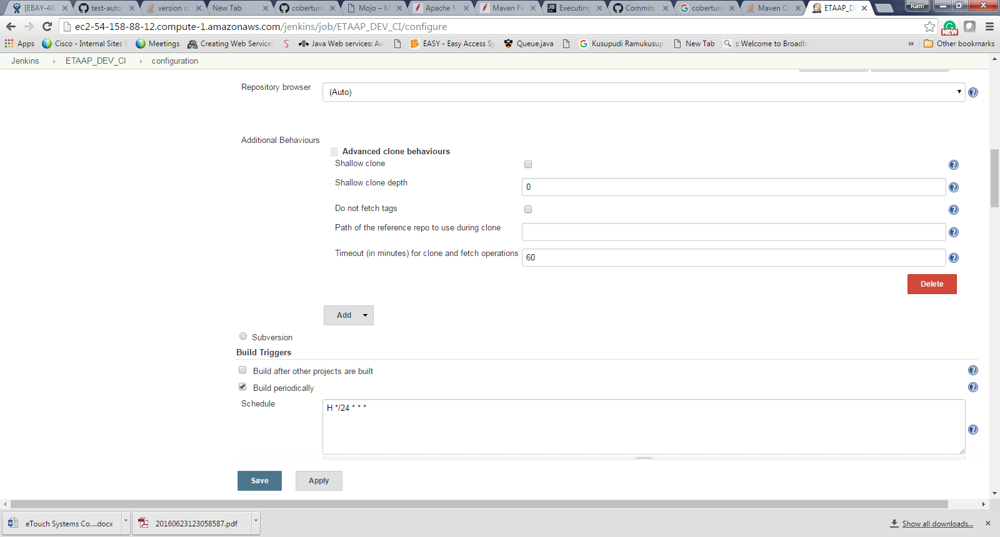 [EBAY-48
test-autor
version co
New Tab
cobertura
Mojo – M
Apache M
Maven Fa
Executing
Commits
cobertura
Maven Co
ETAAP_D
Ram
ec2-54-158-88-12.compute-1.amazonaws.com/jenkins/job/ETAAP_DEV_CI/configure
NEW
Apps
Cisco - Internal Sites
Meetings
Creating Web Service
Java Web services: Ax
EASY - Easy Access Sy
Queue.java
Kusupudi Ramukusup
New Tab
:: Welcome to Broadb
»
Other bookmarks
Jenkins
ETAAP_DEV_CI
configuration
Repository browser
(Auto)
Additional Behaviours
Advanced clone behaviours
Shallow clone
Shallow clone depth
0
Do not fetch tags
Path of the reference repo to use during clone
Timeout (in minutes) for clone and fetch operations
60
Delete
Add
Subversion
Build Triggers
Build after other projects are built
Build periodically
Schedule
H */24 * * *
Save
Apply
eTouch Systems Co....docx
20160623123058587.pdf
Show all downloads...